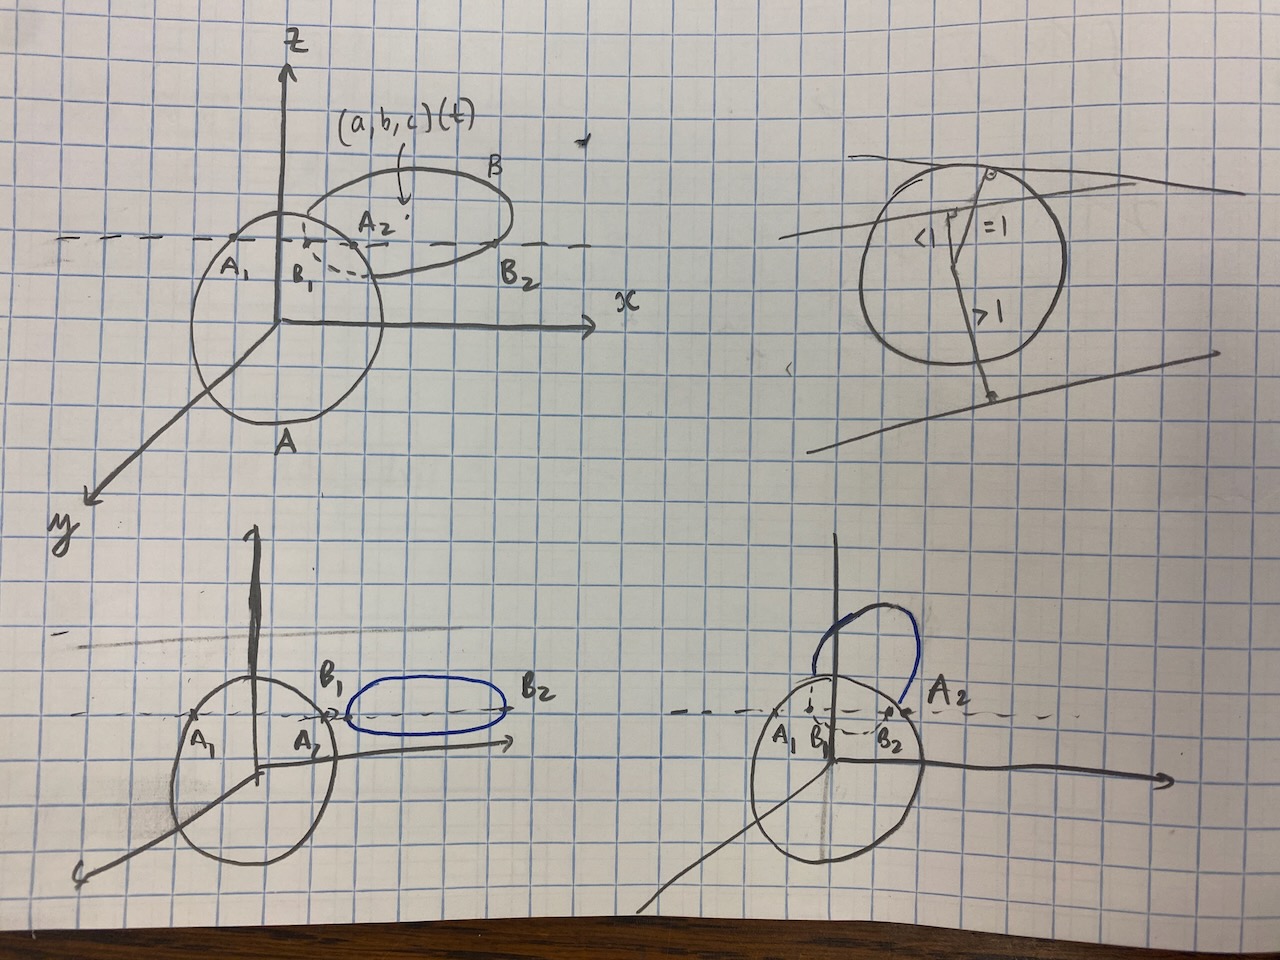 z
(a,b,c)(t)
B
A₂
A₁
B₁
B₂
x
A
y
<1
=1
>1
B₁
B₂
A₁
A₂
A₂
A₁
B₁
B₂